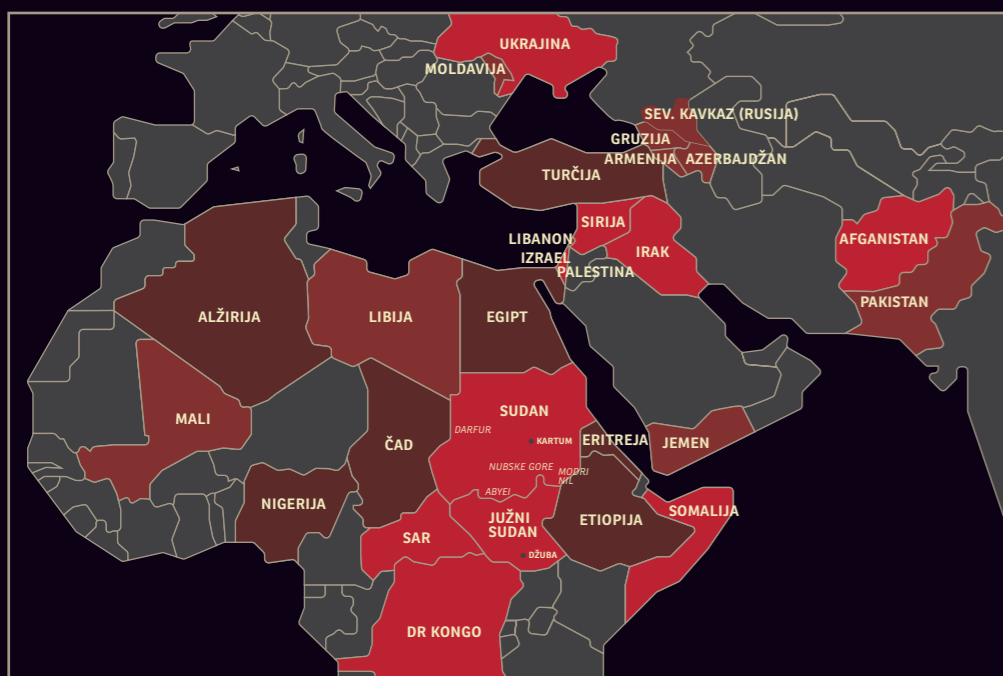 UKRAJINA
MOLDAVIJA
SEV. KAVKAZ (RUSIJA)
GRUZIJA
ARMENIJA
AZERBAJDŽAN
TURČIJA
SIRIJA
LIBANON
IZRAEL
PALESTINA
IRAK
AFGANISTAN
PAKISTAN
ALŽIRIJA
LIBIJA
EGIPT
MALI
ČAD
SUDAN
DARFUR
KARTUM
ERITREJA
JEMEN
NUBSKE GORE
MODRI
NIL
ABYEI
NIGERIJA
SAR
JUŽNI
SUDAN
DŽUBA
ETIOPIJA
SOMALIJA
DR KONGO